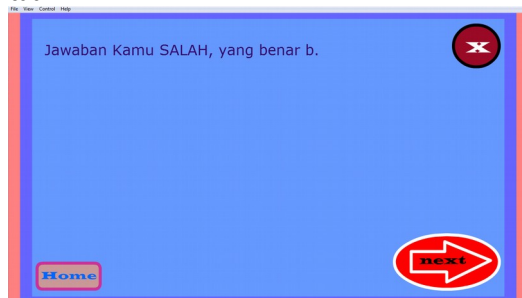 File View Control Help
Jawaban Kamu SALAH, yang benar b.
X
next
Home